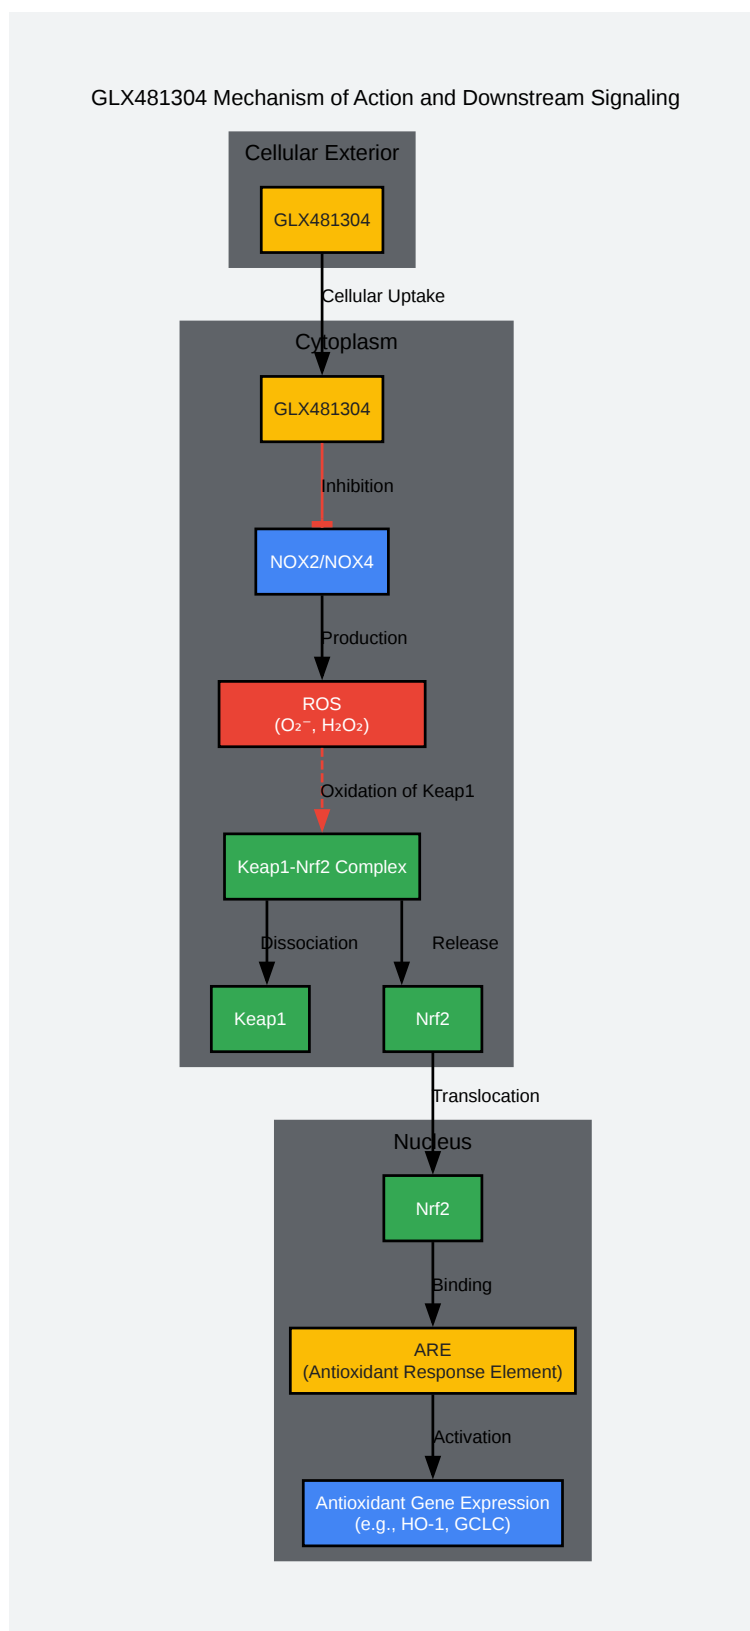 GLX481304 Mechanism of Action and Downstream Signaling
Cellular Exterior
GLX481304
Cellular Uptake
Cytoplasm
GLX481304
Inhibition
NOX2/NOX4
Production
ROS
(O₂⁻, H₂O₂)
Oxidation of Keap1
Keap1-Nrf2 Complex
Dissociation
Release
Keap1
Nrf2
Translocation
Nucleus
Nrf2
Binding
ARE
(Antioxidant Response Element)
Activation
Antioxidant Gene Expression
(e.g., HO-1, GCLC)